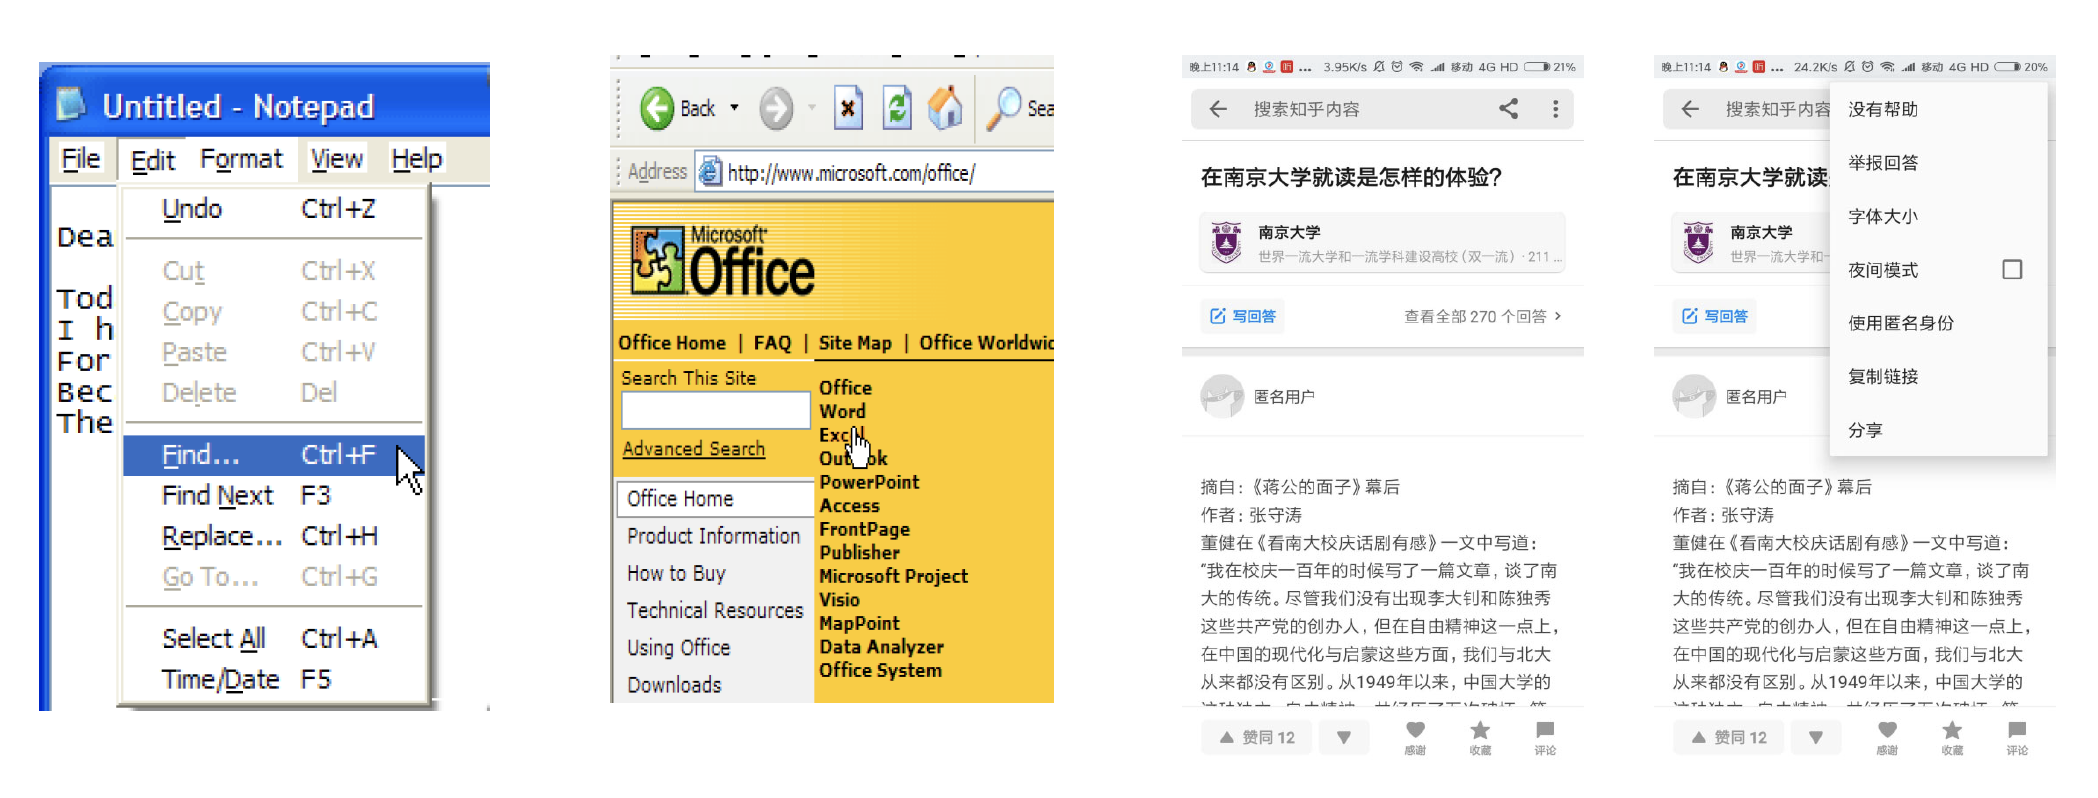 Untitled - Notepad
File Edit Format View Help
Undo Ctrl+Z
Cut Ctrl+X
Copy Ctrl+C
Paste Ctrl+V
Delete Del
Find... Ctrl+F
Find Next F3
Replace... Ctrl+H
Go To... Ctrl+G
Select All Ctrl+A
Time/Date F5
Dea
Tod
I h
For
Bec
The
Back Sea
Address http://www.microsoft.com/office/
Microsoft
Office
Office Home | FAQ | Site Map | Office Worldwic
Search This Site
Advanced Search
Office Home
Product Information
How to Buy
Technical Resources
Using Office
Downloads
Office
Word
Excel
Outlook
PowerPoint
Access
FrontPage
Publisher
Microsoft Project
Visio
MapPoint
Data Analyzer
Office System
晚上11:14 ... 3.95K/s 移动 4G HD 21%
搜索知乎内容
在南京大学就读是怎样的体验?
南京大学
世界一流大学和一流学科建设高校(双一流) · 211 ...
写回答 查看全部 270 个回答 >
匿名用户
摘自:《蒋公的面子》幕后
作者: 张守涛
董健在《看南大校庆话剧有感》一文中写道:
“我在校庆一百年的时候写了一篇文章, 谈了南
大的传统。尽管我们没有出现李大钊和陈独秀
这些共产党的创办人, 但在自由精神这一点上,
在中国的现代化与启蒙这些方面, 我们与北大
从来都没有区别。从1949年以来, 中国大学的
赞同 12 感谢 收藏 评论
晚上11:14 ... 24.2K/s 移动 4G HD 20%
搜索知乎内容
在南京大学就读
南京大学
世界一流大学和一
写回答
匿名用户
没有帮助
举报回答
字体大小
夜间模式
使用匿名身份
复制链接
分享
摘自:《蒋公的面子》幕后
作者: 张守涛
董健在《看南大校庆话剧有感》一文中写道:
“我在校庆一百年的时候写了一篇文章, 谈了南
大的传统。尽管我们没有出现李大钊和陈独秀
这些共产党的创办人, 但在自由精神这一点上,
在中国的现代化与启蒙这些方面, 我们与北大
从来都没有区别。从1949年以来, 中国大学的
赞同 12 感谢 收藏 评论